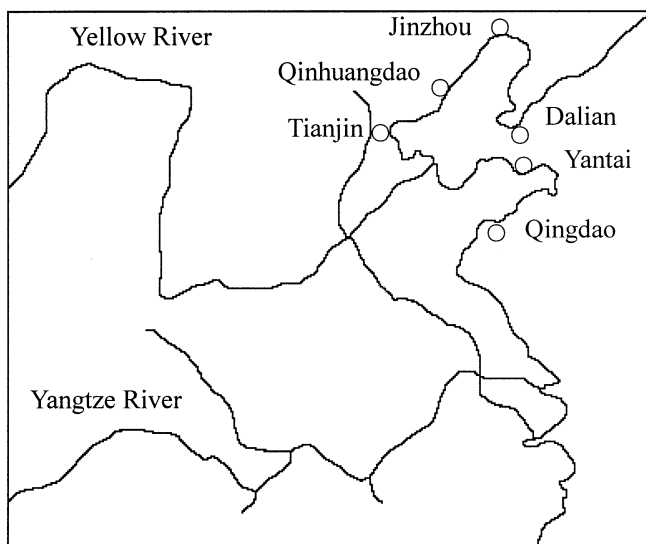 Jinzhou
Yellow River
Qinhuangdao
Tianjin
Dalian
Yantai
Qingdao
Yangtze River